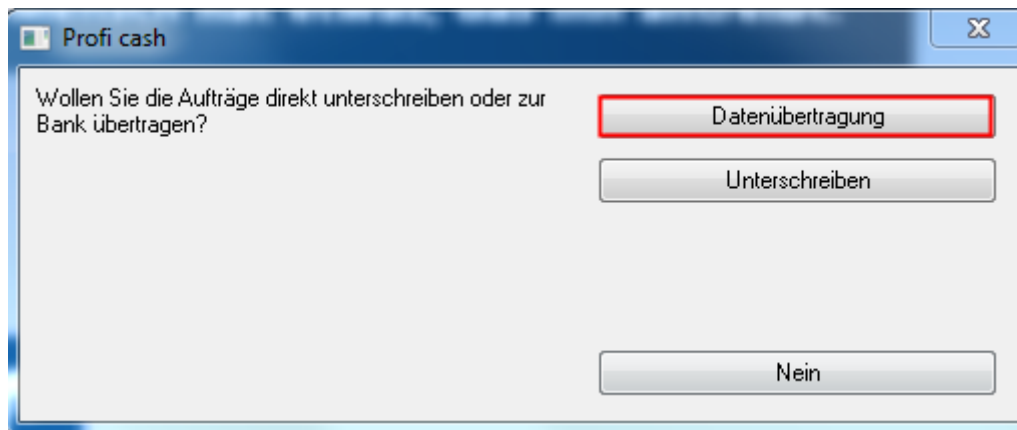 Profi cash
Wollen Sie die Aufträge direkt unterschreiben oder zur
Bank übertragen?
Datenübertragung
Unterschreiben
Nein